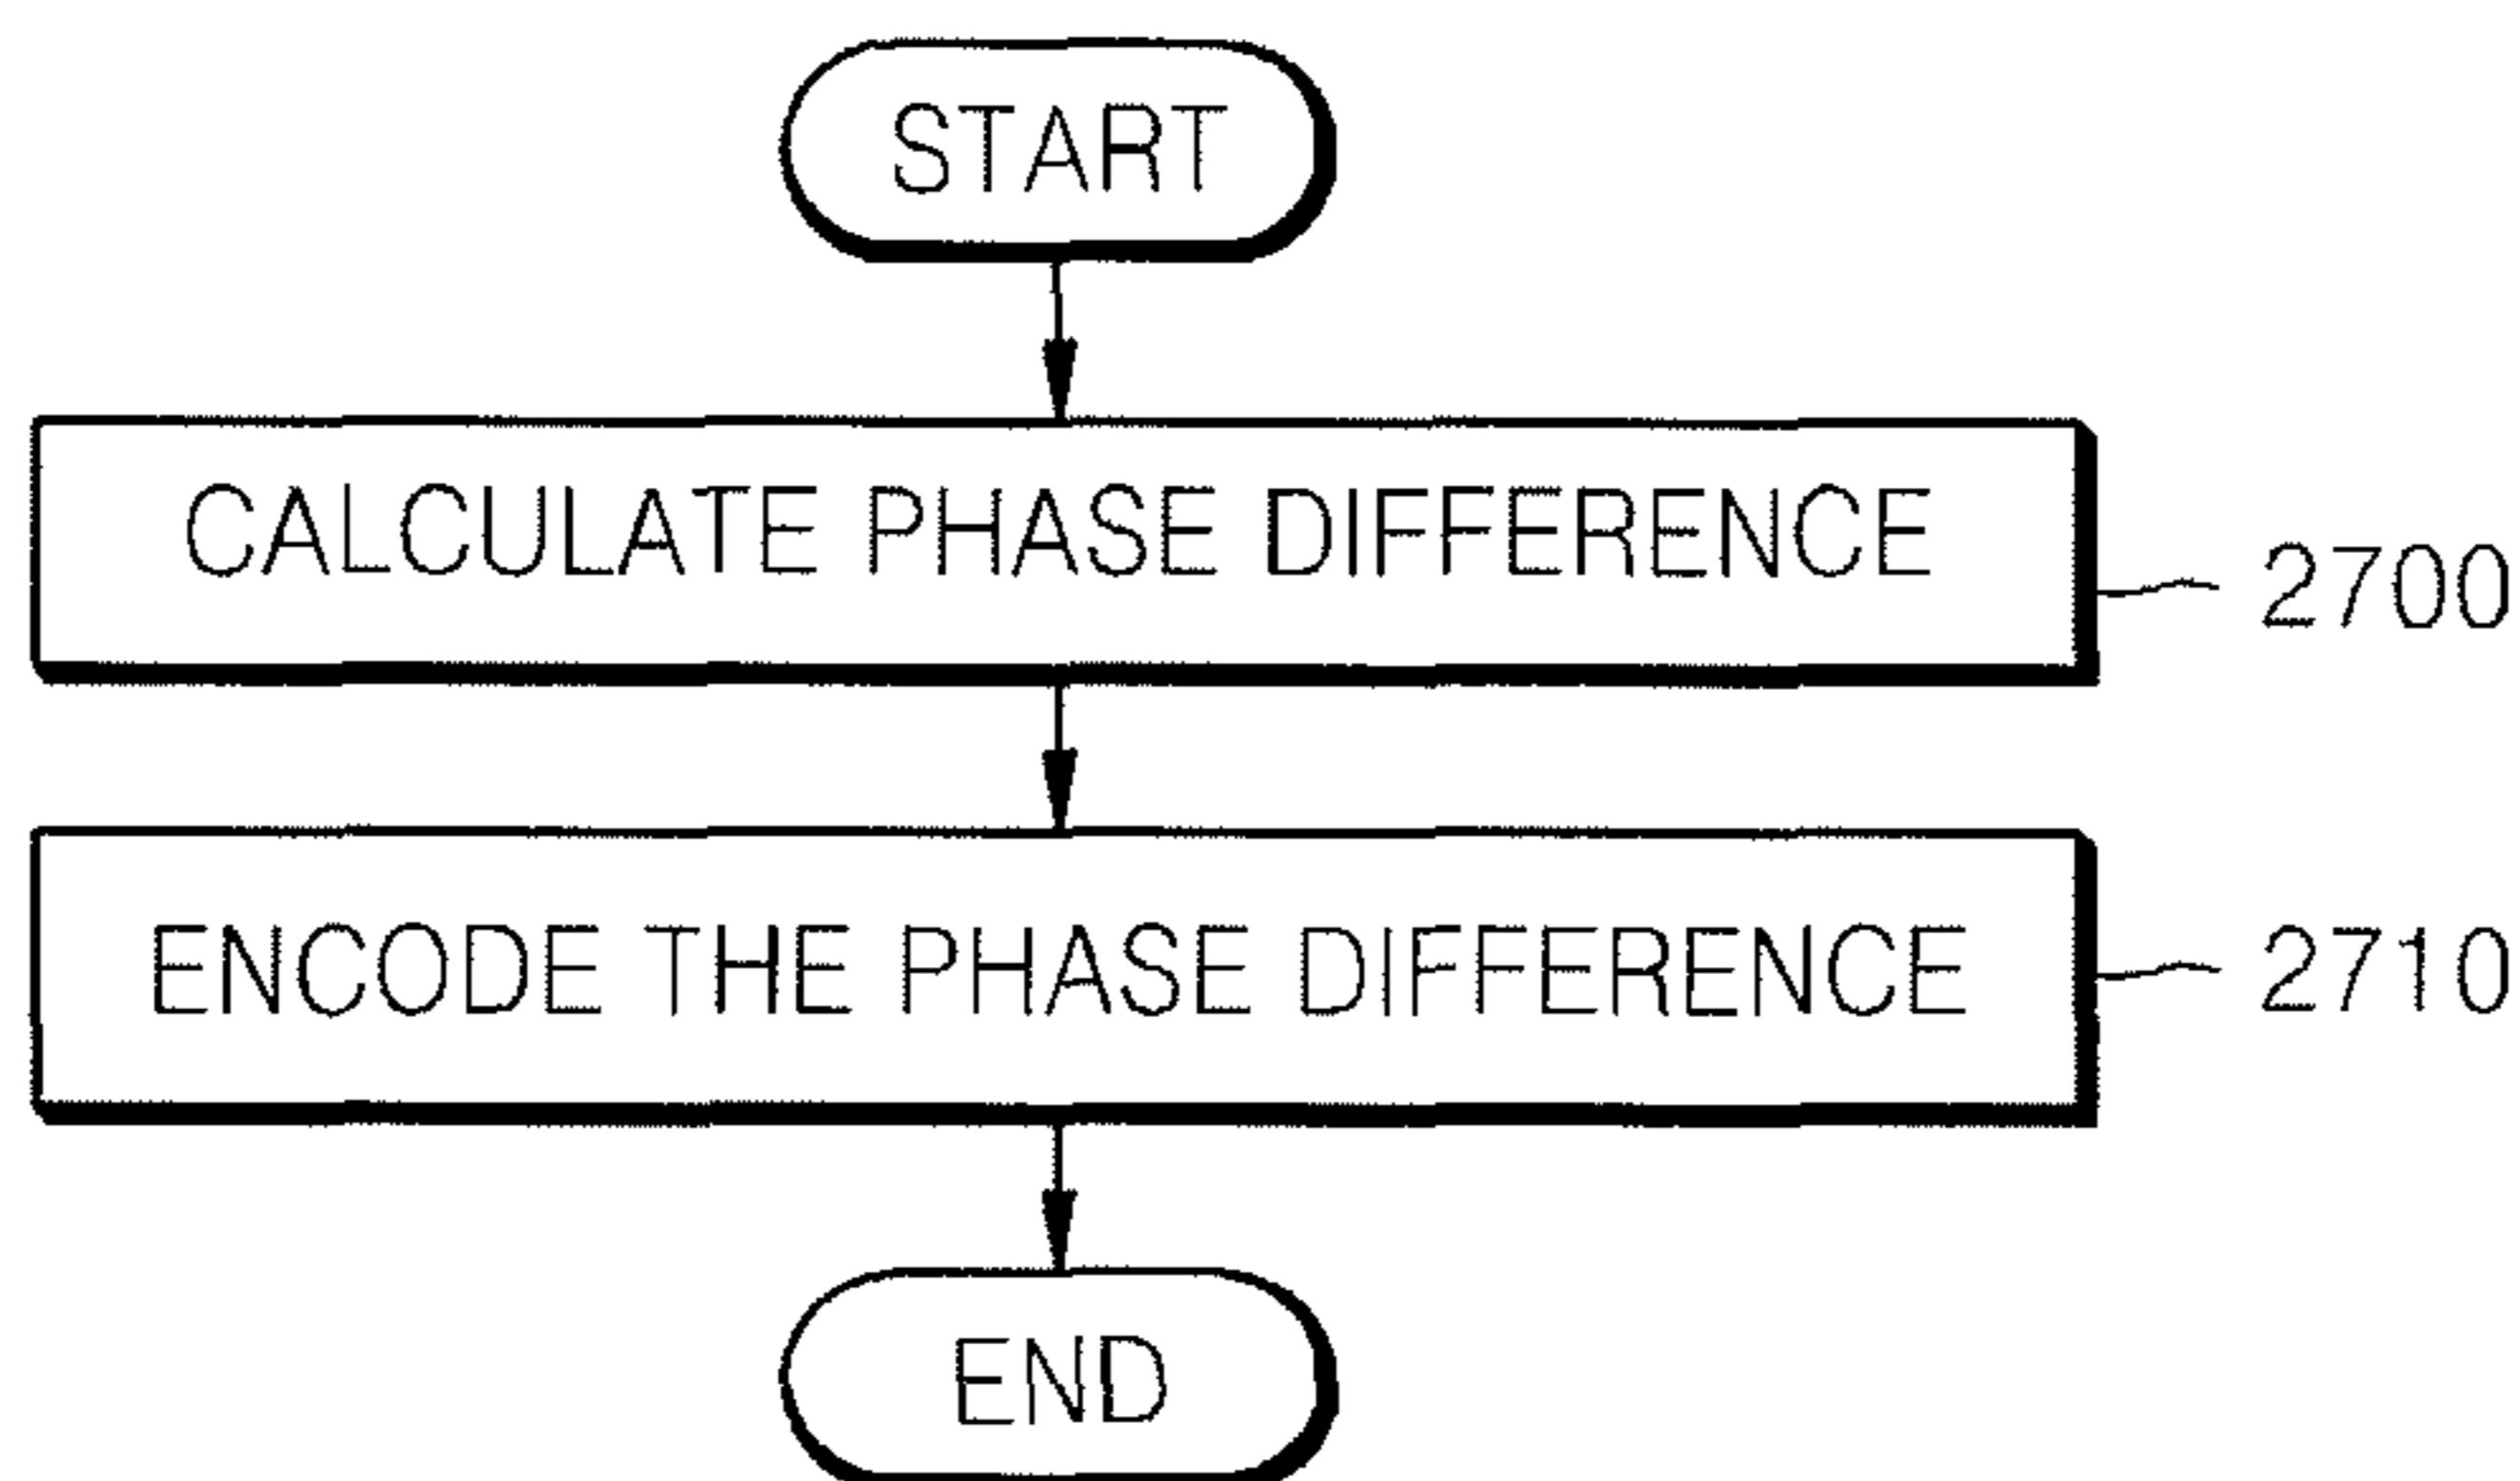 START
CALCULATE PHASE DIFFERENCE
2700
ENCODE THE PHASE DIFFERENCE
2710
END